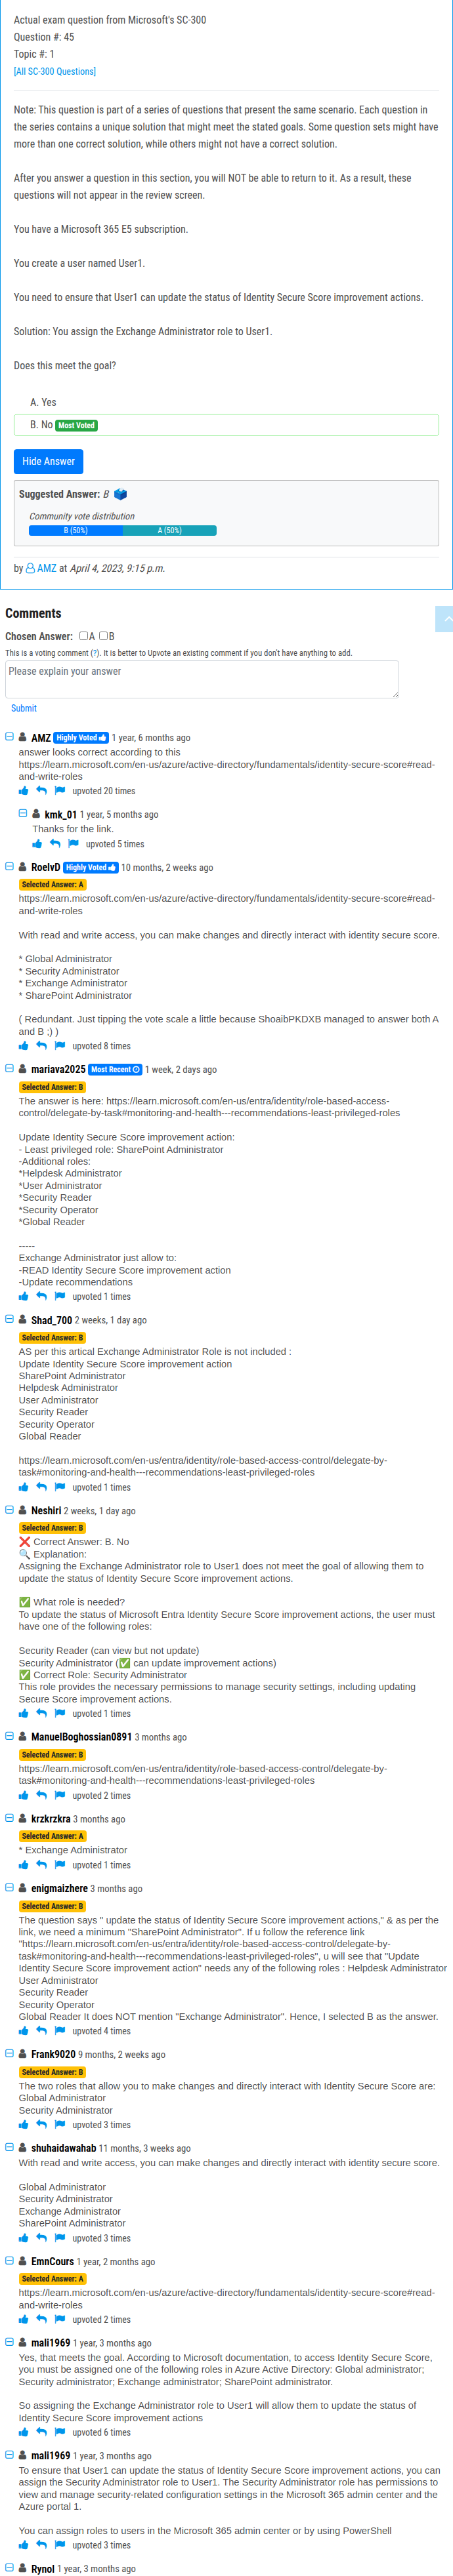 Actual exam question from Microsoft's SC-300
Question #: 45
Topic #: 1
[All SC-300 Questions]
Note: This question is part of a series of questions that present the same scenario. Each question in
the series contains a unique solution that might meet the stated goals. Some question sets might have
more than one correct solution, while others might not have a correct solution.
After you answer a question in this section, you will NOT be able to return to it. As a result, these
questions will not appear in the review screen.
You have a Microsoft 365 E5 subscription.
You create a user named User1.
You need to ensure that User1 can update the status of Identity Secure Score improvement actions.
Solution: You assign the Exchange Administrator role to User1.
Does this meet the goal?
A. Yes
B. No Most Voted
Hide Answer
Suggested Answer: B
Community vote distribution
B (50%) A (50%)
by AMZ at April 4, 2023, 9:15 p.m.
Comments
Chosen Answer: A B
This is a voting comment (?). It is better to Upvote an existing comment if you don't have anything to add.
Please explain your answer
Submit
AMZ Highly Voted 1 year, 6 months ago
answer looks correct according to this
https://learn.microsoft.com/en-us/azure/active-directory/fundamentals/identity-secure-score#read-
and-write-roles
upvoted 20 times
kmk_01 1 year, 5 months ago
Thanks for the link.
upvoted 5 times
RoelvD Highly Voted 10 months, 2 weeks ago
Selected Answer: A
https://learn.microsoft.com/en-us/azure/active-directory/fundamentals/identity-secure-score#read-
and-write-roles
With read and write access, you can make changes and directly interact with identity secure score.
* Global Administrator
* Security Administrator
* Exchange Administrator
* SharePoint Administrator
( Redundant. Just tipping the vote scale a little because ShoaibPKDXB managed to answer both A
and B ;) )
upvoted 8 times
mariava2025 Most Recent 1 week, 2 days ago
Selected Answer: B
The answer is here: https://learn.microsoft.com/en-us/entra/identity/role-based-access-
control/delegate-by-task#monitoring-and-health---recommendations-least-privileged-roles
Update Identity Secure Score improvement action:
- Least privileged role: SharePoint Administrator
-Additional roles:
*Helpdesk Administrator
*User Administrator
*Security Reader
*Security Operator
*Global Reader
-----
Exchange Administrator just allow to:
-READ Identity Secure Score improvement action
-Update recommendations
upvoted 1 times
Shad_700 2 weeks, 1 day ago
Selected Answer: B
AS per this artical Exchange Administrator Role is not included :
Update Identity Secure Score improvement action
SharePoint Administrator
Helpdesk Administrator
User Administrator
Security Reader
Security Operator
Global Reader
https://learn.microsoft.com/en-us/entra/identity/role-based-access-control/delegate-by-
task#monitoring-and-health---recommendations-least-privileged-roles
upvoted 1 times
Neshiri 2 weeks, 1 day ago
Selected Answer: B
❌ Correct Answer: B. No
🔍 Explanation:
Assigning the Exchange Administrator role to User1 does not meet the goal of allowing them to
update the status of Identity Secure Score improvement actions.
✅ What role is needed?
To update the status of Microsoft Entra Identity Secure Score improvement actions, the user must
have one of the following roles:
Security Reader (can view but not update)
Security Administrator (✅ can update improvement actions)
✅ Correct Role: Security Administrator
This role provides the necessary permissions to manage security settings, including updating
Secure Score improvement actions.
upvoted 1 times
ManuelBoghossian0891 3 months ago
Selected Answer: B
https://learn.microsoft.com/en-us/entra/identity/role-based-access-control/delegate-by-
task#monitoring-and-health---recommendations-least-privileged-roles
upvoted 2 times
krzkrzkra 3 months ago
Selected Answer: A
* Exchange Administrator
upvoted 1 times
enigmaizhere 3 months ago
Selected Answer: B
The question says " update the status of Identity Secure Score improvement actions," & as per the
link, we need a minimum "SharePoint Administrator". If u follow the reference link
"https://learn.microsoft.com/en-us/entra/identity/role-based-access-control/delegate-by-
task#monitoring-and-health---recommendations-least-privileged-roles", u will see that "Update
Identity Secure Score improvement action" needs any of the following roles : Helpdesk Administrator
User Administrator
Security Reader
Security Operator
Global Reader It does NOT mention "Exchange Administrator". Hence, I selected B as the answer.
upvoted 4 times
Frank9020 9 months, 2 weeks ago
Selected Answer: B
The two roles that allow you to make changes and directly interact with Identity Secure Score are:
Global Administrator
Security Administrator
upvoted 3 times
shuhaidawahab 11 months, 3 weeks ago
With read and write access, you can make changes and directly interact with identity secure score.
Global Administrator
Security Administrator
Exchange Administrator
SharePoint Administrator
upvoted 3 times
EmnCours 1 year, 2 months ago
Selected Answer: A
https://learn.microsoft.com/en-us/azure/active-directory/fundamentals/identity-secure-score#read-
and-write-roles
upvoted 2 times
mali1969 1 year, 3 months ago
Yes, that meets the goal. According to Microsoft documentation, to access Identity Secure Score,
you must be assigned one of the following roles in Azure Active Directory: Global administrator;
Security administrator; Exchange administrator; SharePoint administrator.
So assigning the Exchange Administrator role to User1 will allow them to update the status of
Identity Secure Score improvement actions
upvoted 6 times
mali1969 1 year, 3 months ago
To ensure that User1 can update the status of Identity Secure Score improvement actions, you can
assign the Security Administrator role to User1. The Security Administrator role has permissions to
view and manage security-related configuration settings in the Microsoft 365 admin center and the
Azure portal 1.
You can assign roles to users in the Microsoft 365 admin center or by using PowerShell
upvoted 3 times
Rynol 1 year, 3 months ago